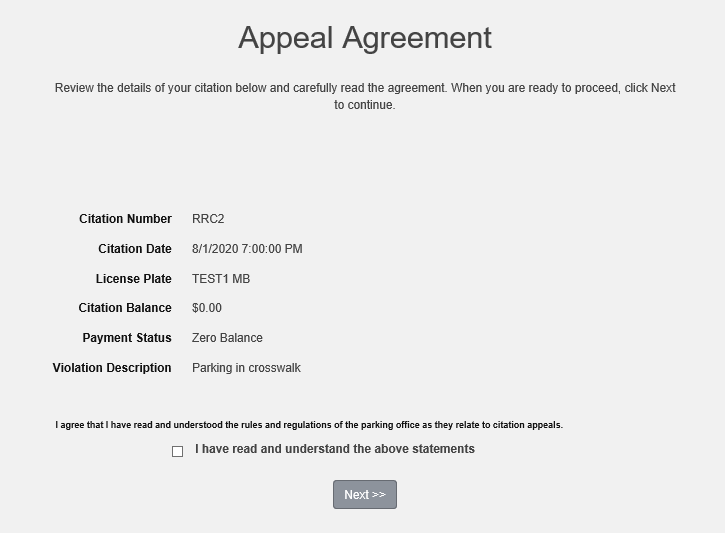 Appeal Agreement
Review the details of your citation below and carefully read the agreement. When you are ready to proceed, click Next
to continue.
Citation Number RRC2
Citation Date 8/1/2020 7:00:00 PM
License Plate TEST1 MB
Citation Balance $0.00
Payment Status Zero Balance
Violation Description Parking in crosswalk
I agree that I have read and understood the rules and regulations of the parking office as they relate to citation appeals.
I have read and understand the above statements
Next >>